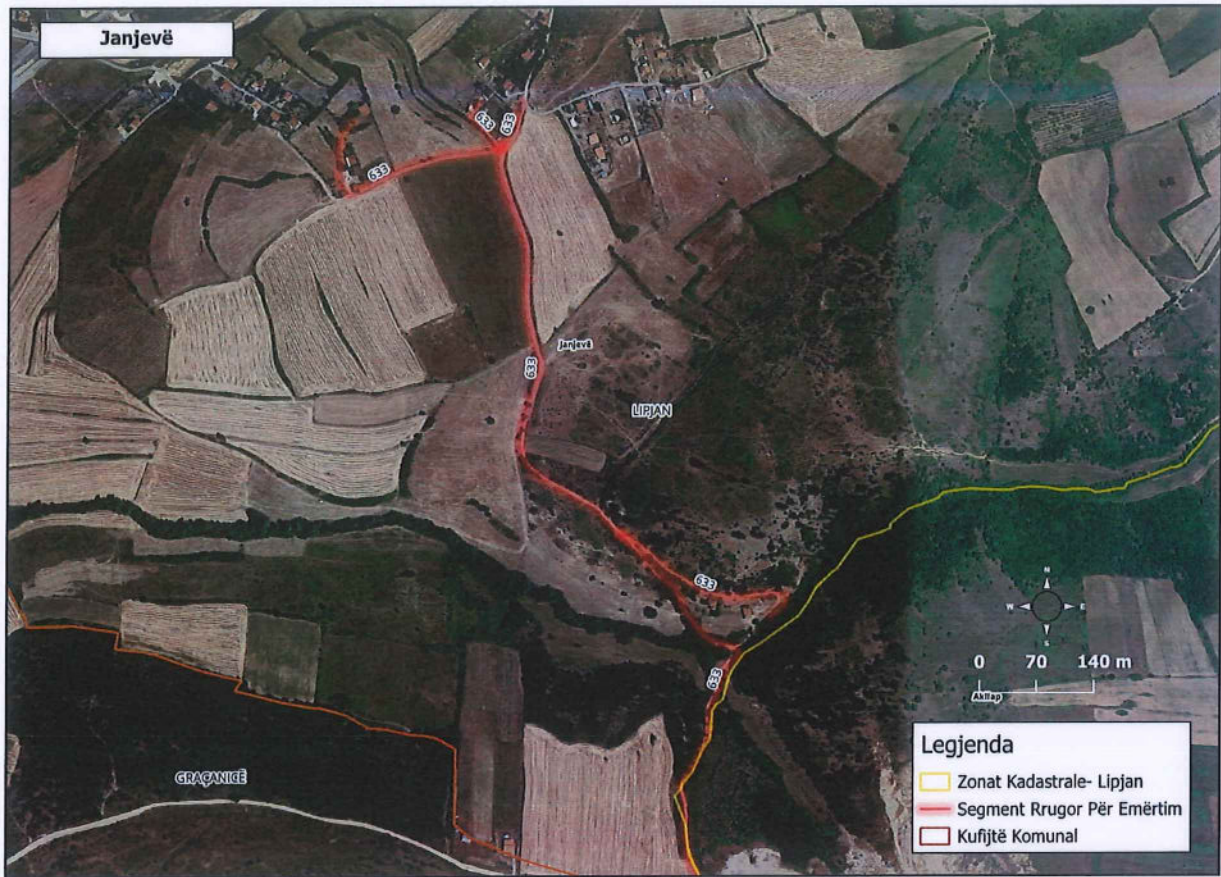 Janjevë
633
633
633
633
Janjevë
LIPJAN
633
633
N
W
E
S
0 70 140 m
Akllap
GRAÇANICË
Legjenda
Zonat Kadastrale- Lipjan
Segment Rrugor Për Emërtim
Kufijtë Komunal